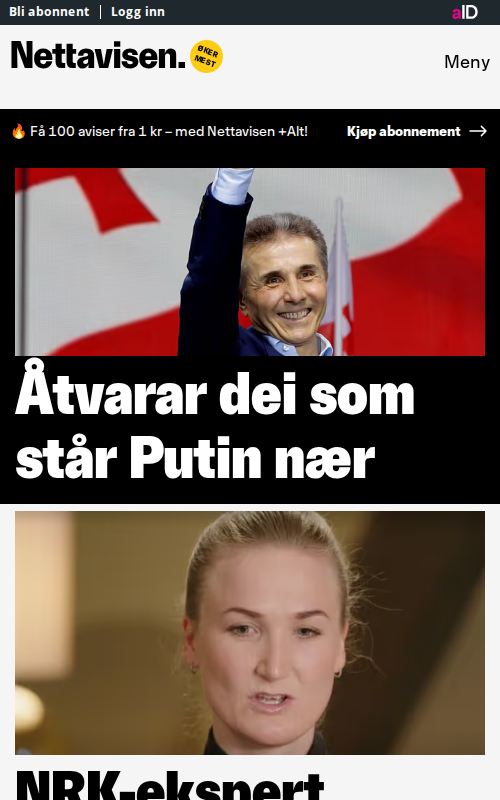 Bli abonnent | Logg inn
aID
Nettavisen.
ØKER
MEST
Meny
🔥 Få 100 aviser fra 1 kr – med Nettavisen +Alt!
Kjøp abonnement →
Åtvarar dei som
står Putin nær
NRK-ekspert